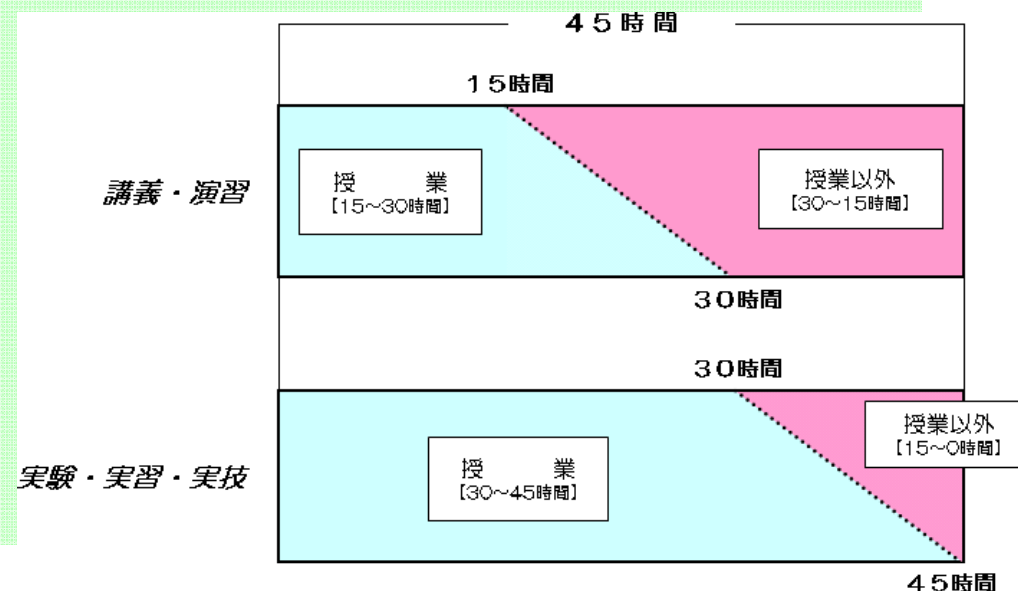 ４５時間
１５時間
講義・演習
授　　業
【15～30時間】
授業以外
【30～15時間】
３０時間
３０時間
実験・実習・実技
授　　業
【30～45時間】
授業以外
【15～0時間】
４５時間